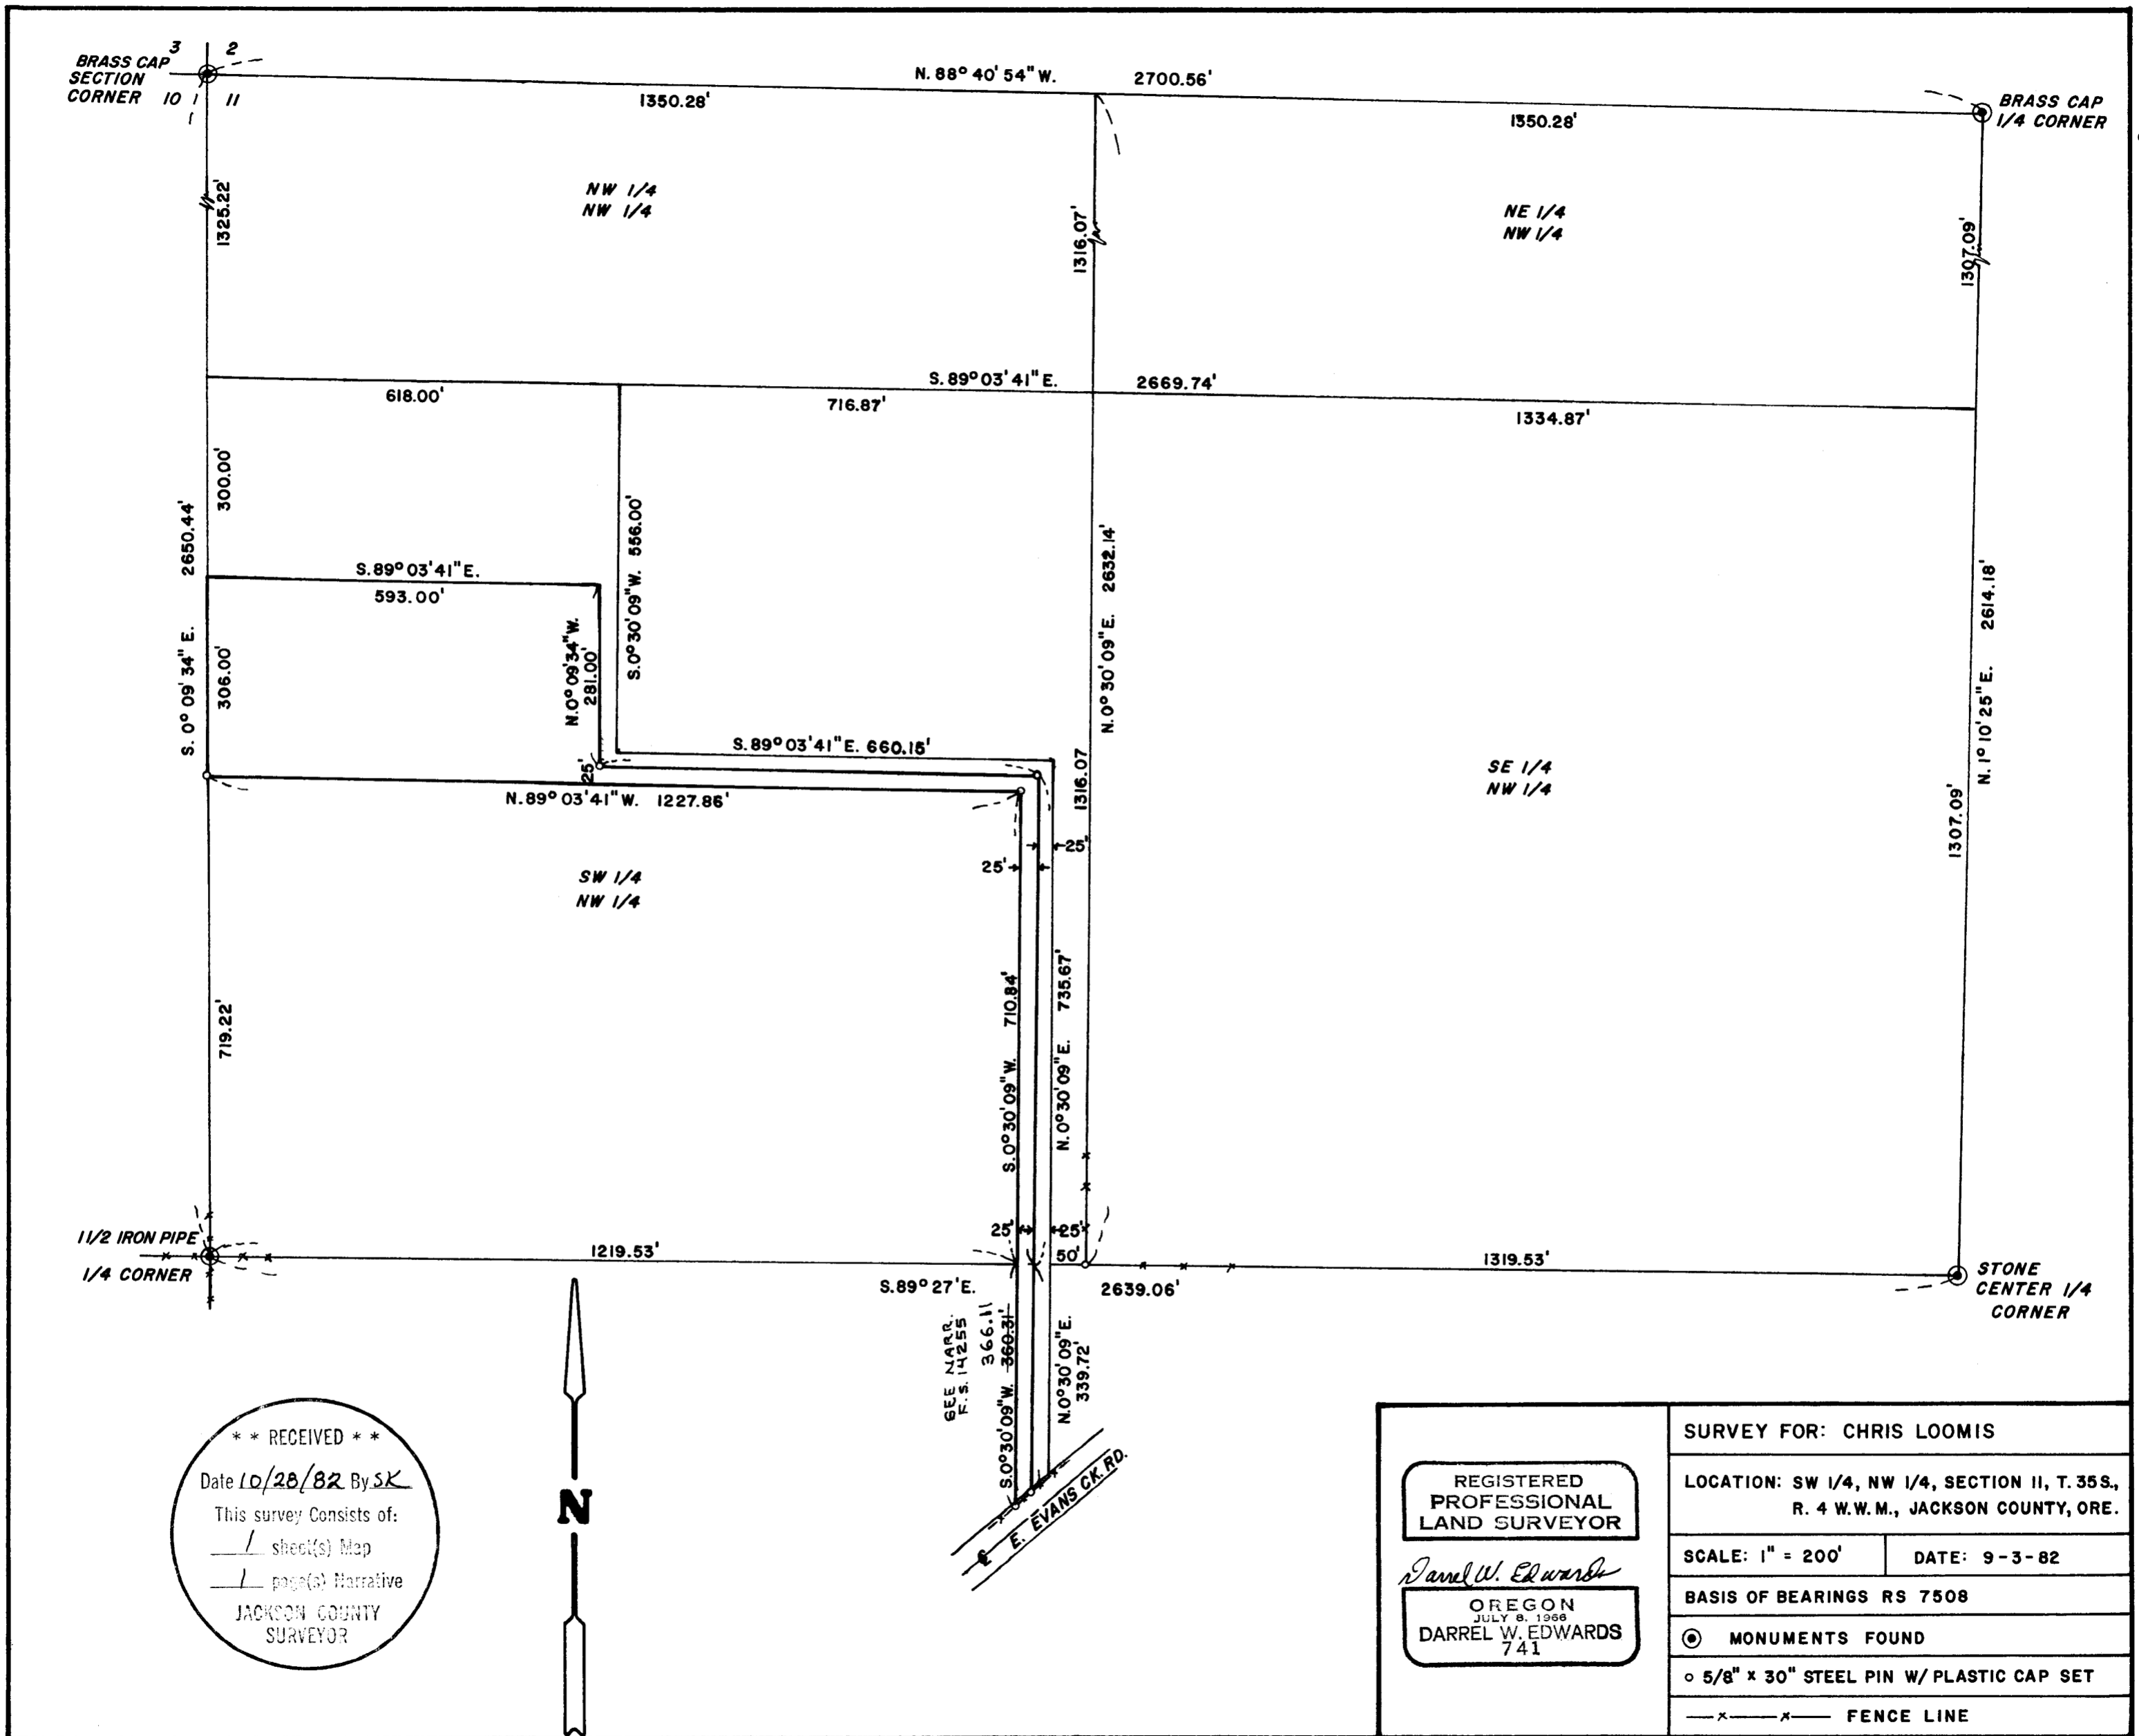 3 2
BRASS CAP
SECTION
CORNER 10 1 11
N. 88° 40' 54" W. 2700.56'
1350.28'
1350.28'
BRASS CAP
1/4 CORNER
NW 1/4
NW 1/4
NE 1/4
NW 1/4
1325.22'
1316.07'
1307.09'
S. 89° 03' 41" E. 2669.74'
618.00'
716.87'
1334.87'
300.00'
2650.44'
S. 0° 09' 34" E.
306.00'
S. 89° 03' 41" E.
593.00'
N. 0° 09' 34" W.
281.00'
S. 0° 30' 09" W. 556.00'
S. 89° 03' 41" E. 660.15'
25'
N. 89° 03' 41" W. 1227.86'
N. 0° 30' 09" E. 2632.14'
1316.07
SE 1/4
NW 1/4
N. 1° 10' 25" E. 2614.18'
1307.09'
25'
25'
SW 1/4
NW 1/4
719.22'
S. 0° 30' 09" W. 710.84'
N. 0° 30' 09" E. 735.67'
1 1/2 IRON PIPE
1/4 CORNER
1219.53'
25' 25'
50'
1319.53'
S. 89° 27' E. 2639.06'
STONE
CENTER 1/4
CORNER
SEE NARR.
F.S. 14255
366.11
S. 0° 30' 09" W. 360.31'
N. 0° 30' 09" E.
339.72'
℄ E. EVANS CK. RD.
N
* * RECEIVED * *
Date 10/28/82 By SK
This survey Consists of:
1 sheet(s) Map
1 page(s) Narrative
JACKSON COUNTY
SURVEYOR
REGISTERED
PROFESSIONAL
LAND SURVEYOR
Darrel W. Edwards
OREGON
JULY 8, 1966
DARREL W. EDWARDS
741
SURVEY FOR: CHRIS LOOMIS
LOCATION: SW 1/4, NW 1/4, SECTION 11, T. 35 S.,
R. 4 W. W. M., JACKSON COUNTY, ORE.
SCALE: 1" = 200' DATE: 9-3-82
BASIS OF BEARINGS RS 7508
MONUMENTS FOUND
5/8" x 30" STEEL PIN W/ PLASTIC CAP SET
FENCE LINE